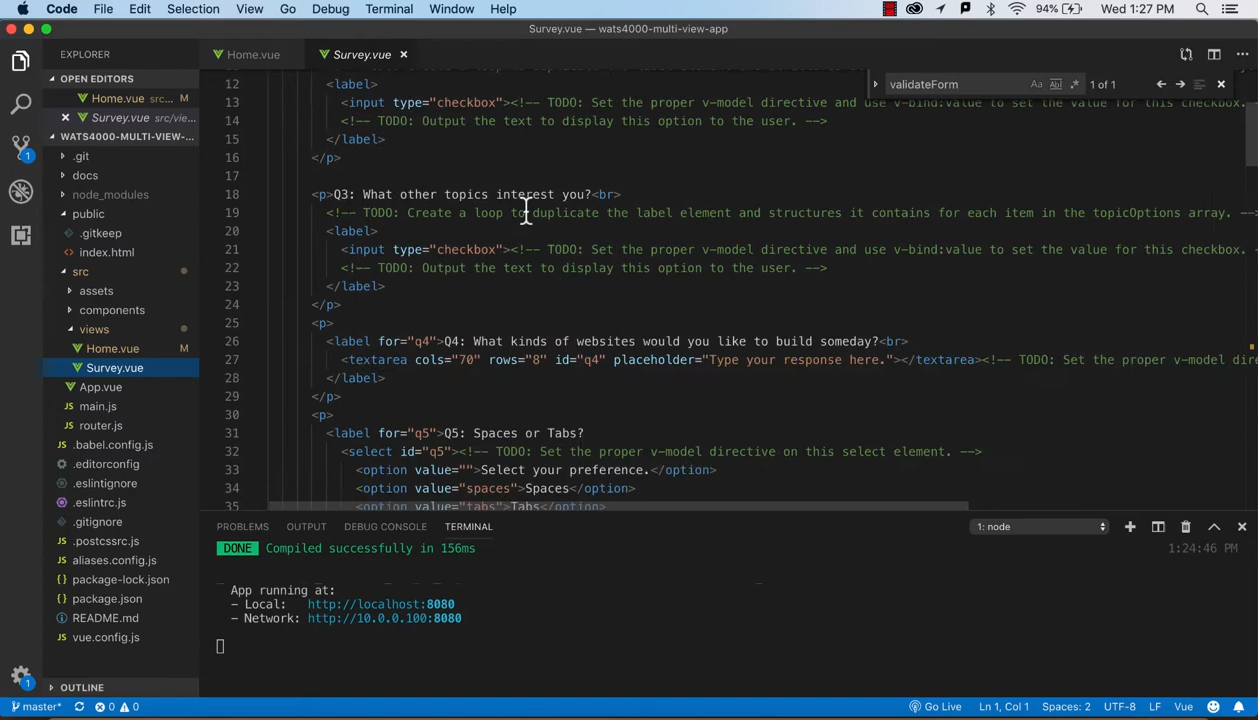 Code File Edit Selection View Go Debug Terminal Window Help 94% Wed 1:27 PM
Survey.vue — wats4000-multi-view-app
EXPLORER
Home.vue
Survey.vue
OPEN EDITORS
Home.vue src... M
Survey.vue src/vie...
WATS4000-MULTI-VIEW-...
.git
docs
node_modules
public
.gitkeep
index.html
src
assets
components
views
Home.vue M
Survey.vue
App.vue
main.js
router.js
.babel.config.js
.editorconfig
.eslintignore
.eslintrc.js
.gitignore
.postcssrc.js
aliases.config.js
package-lock.json
package.json
README.md
vue.config.js
OUTLINE
validateForm Aa Abl .* 1 of 1
12 <label>
13 <input type="checkbox"><!-- TODO: Set the proper v-model directive and use v-bind:value to set the value for this checkbox.
14 <!-- TODO: Output the text to display this option to the user. -->
15 </label>
16 </p>
17
18 <p>Q3: What other topics interest you?<br>
19 <!-- TODO: Create a loop to duplicate the label element and structures it contains for each item in the topicOptions array. -->
20 <label>
21 <input type="checkbox"><!-- TODO: Set the proper v-model directive and use v-bind:value to set the value for this checkbox. -
22 <!-- TODO: Output the text to display this option to the user. -->
23 </label>
24 </p>
25 <p>
26 <label for="q4">Q4: What kinds of websites would you like to build someday?<br>
27 <textarea cols="70" rows="8" id="q4" placeholder="Type your response here."></textarea><!-- TODO: Set the proper v-model dire
28 </label>
29 </p>
30 <p>
31 <label for="q5">Q5: Spaces or Tabs?
32 <select id="q5"><!-- TODO: Set the proper v-model directive on this select element. -->
33 <option value="">Select your preference.</option>
34 <option value="spaces">Spaces</option>
35 <option value="tabs">Tabs</option>
PROBLEMS OUTPUT DEBUG CONSOLE TERMINAL 1: node
DONE Compiled successfully in 156ms 1:24:46 PM
App running at:
- Local: http://localhost:8080
- Network: http://10.0.0.100:8080
master* 0 0 Go Live Ln 1, Col 1 Spaces: 2 UTF-8 LF Vue
1
1